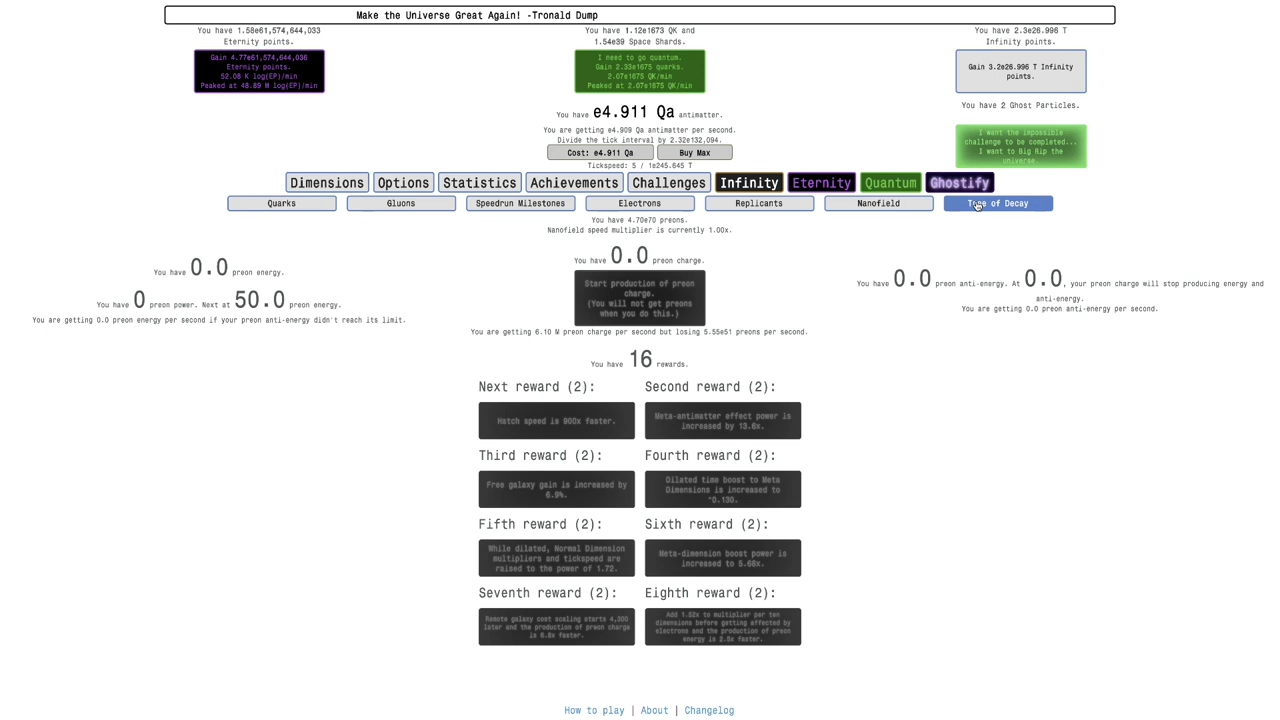 Make the Universe Great Again! -Tronald Dump
You have 1.58e61,574,644,033
Eternity points.
Gain 4.77e61,574,644,036
Eternity points.
52.08 K log(EP)/min
Peaked at 48.89 M log(EP)/min
You have 1.12e1673 QK and
1.54e39 Space Shards.
I need to go quantum.
Gain 2.33e1675 quarks.
2.07e1675 QK/min
Peaked at 2.07e1675 QK/min
You have 2.3e26.996 T
Infinity points.
Gain 3.2e26.996 T Infinity
points.
You have 2 Ghost Particles.
I want the impossible
challenge to be completed...
I want to Big Rip the
universe.
You have e4.911 Qa antimatter.
You are getting e4.909 Qa antimatter per second.
Divide the tick interval by 2.32e132,094.
Cost: e4.911 Qa
Buy Max
Tickspeed: 5 / 1e245.645 T
Dimensions
Options
Statistics
Achievements
Challenges
Infinity
Eternity
Quantum
Ghostify
Quarks
Gluons
Speedrun Milestones
Electrons
Replicants
Nanofield
of Decay
You have 4.70e70 preons.
Nanofield speed multiplier is currently 1.00x.
You have 0.0 preon charge.
Start production of preon
charge.
(You will not get preons
when you do this.)
You are getting 6.10 M preon charge per second but losing 5.55e51 preons per second.
You have 0.0 preon energy.
You have 0 preon power. Next at 50.0 preon energy.
You are getting 0.0 preon energy per second if your preon anti-energy didn't reach its limit.
You have 0.0 preon anti-energy. At 0.0, your preon charge will stop producing energy and
anti-energy.
You are getting 0.0 preon anti-energy per second.
You have 16 rewards.
Next reward (2):
Hatch speed is 900x faster.
Second reward (2):
Meta-antimatter effect power is
increased by 13.6x.
Third reward (2):
Free galaxy gain is increased by
6.9%.
Fourth reward (2):
Dilated time boost to Meta
Dimensions is increased to
^0.130.
Fifth reward (2):
While dilated, Normal Dimension
multipliers and tickspeed are
raised to the power of 1.72.
Sixth reward (2):
Meta-dimension boost power is
increased to 5.68x.
Seventh reward (2):
Remote galaxy cost scaling starts 4,300
later and the production of preon charge
is 6.6x faster.
Eighth reward (2):
Add 1.52x to multiplier per ten
dimensions before getting affected by
electrons and the production of preon
energy is 2.5x faster.
How to play | About | Changelog